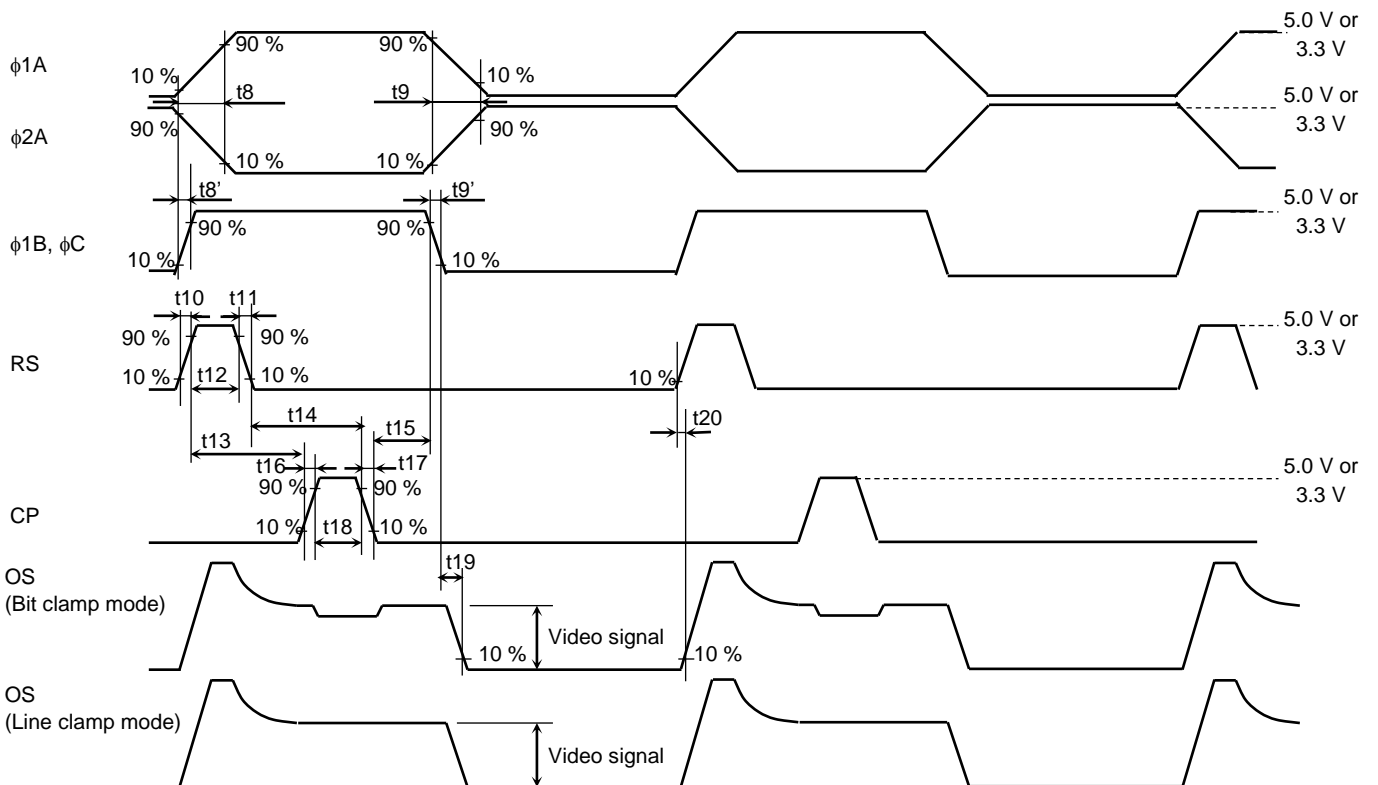 5.0 V or
3.3 V
90 %
90 %
ϕ1A
10 %
10 %
t8
t9
5.0 V or
3.3 V
90 %
90 %
ϕ2A
10 %
10 %
t8'
t9'
5.0 V or
3.3 V
90 %
90 %
ϕ1B, ϕC
10 %
10 %
t10
t11
5.0 V or
3.3 V
90 %
90 %
RS
10 %
t12
10 %
10 %
t14
t15
t20
t13
t16
t17
5.0 V or
3.3 V
90 %
90 %
CP
10 %
t18
10 %
t19
OS
(Bit clamp mode)
Video signal
10 %
10 %
OS
(Line clamp mode)
Video signal